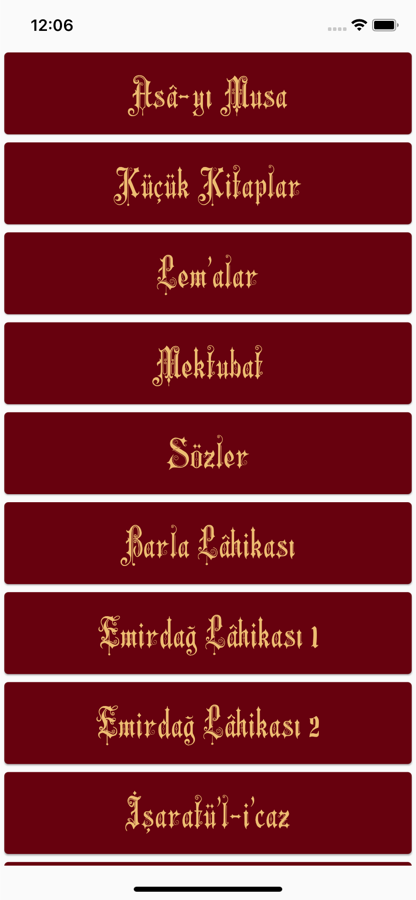 12:06
Asâ-yı Musa
Küçük Kitaplar
Lem'alar
Mektubat
Sözler
Barla Lâhikası
Emirdağ Lâhikası 1
Emirdağ Lâhikası 2
İşaratü'l-i'caz